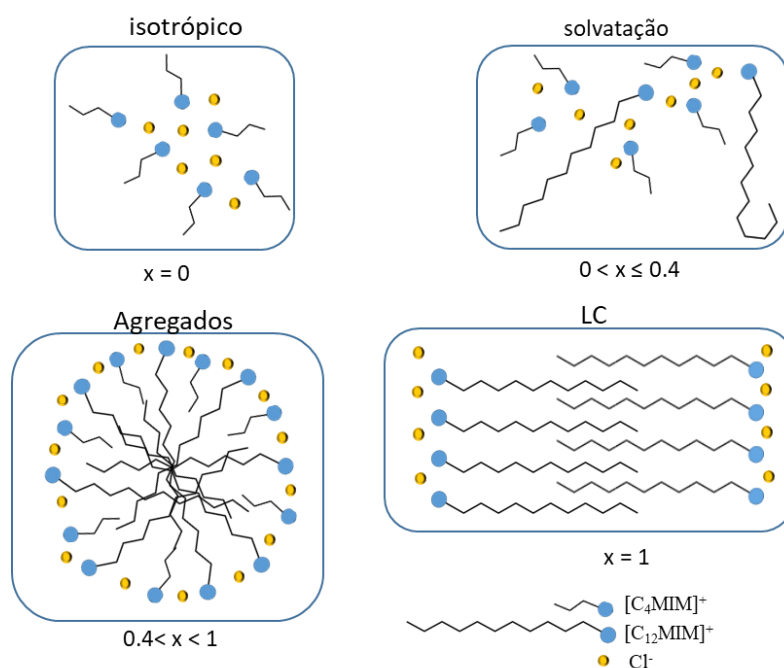 isotrópico
solvatação
x = 0
0 < x ≤ 0.4
Agregados
LC
0.4< x < 1
x = 1
[C₄MIM]⁺
[C₁₂MIM]⁺
Cl⁻